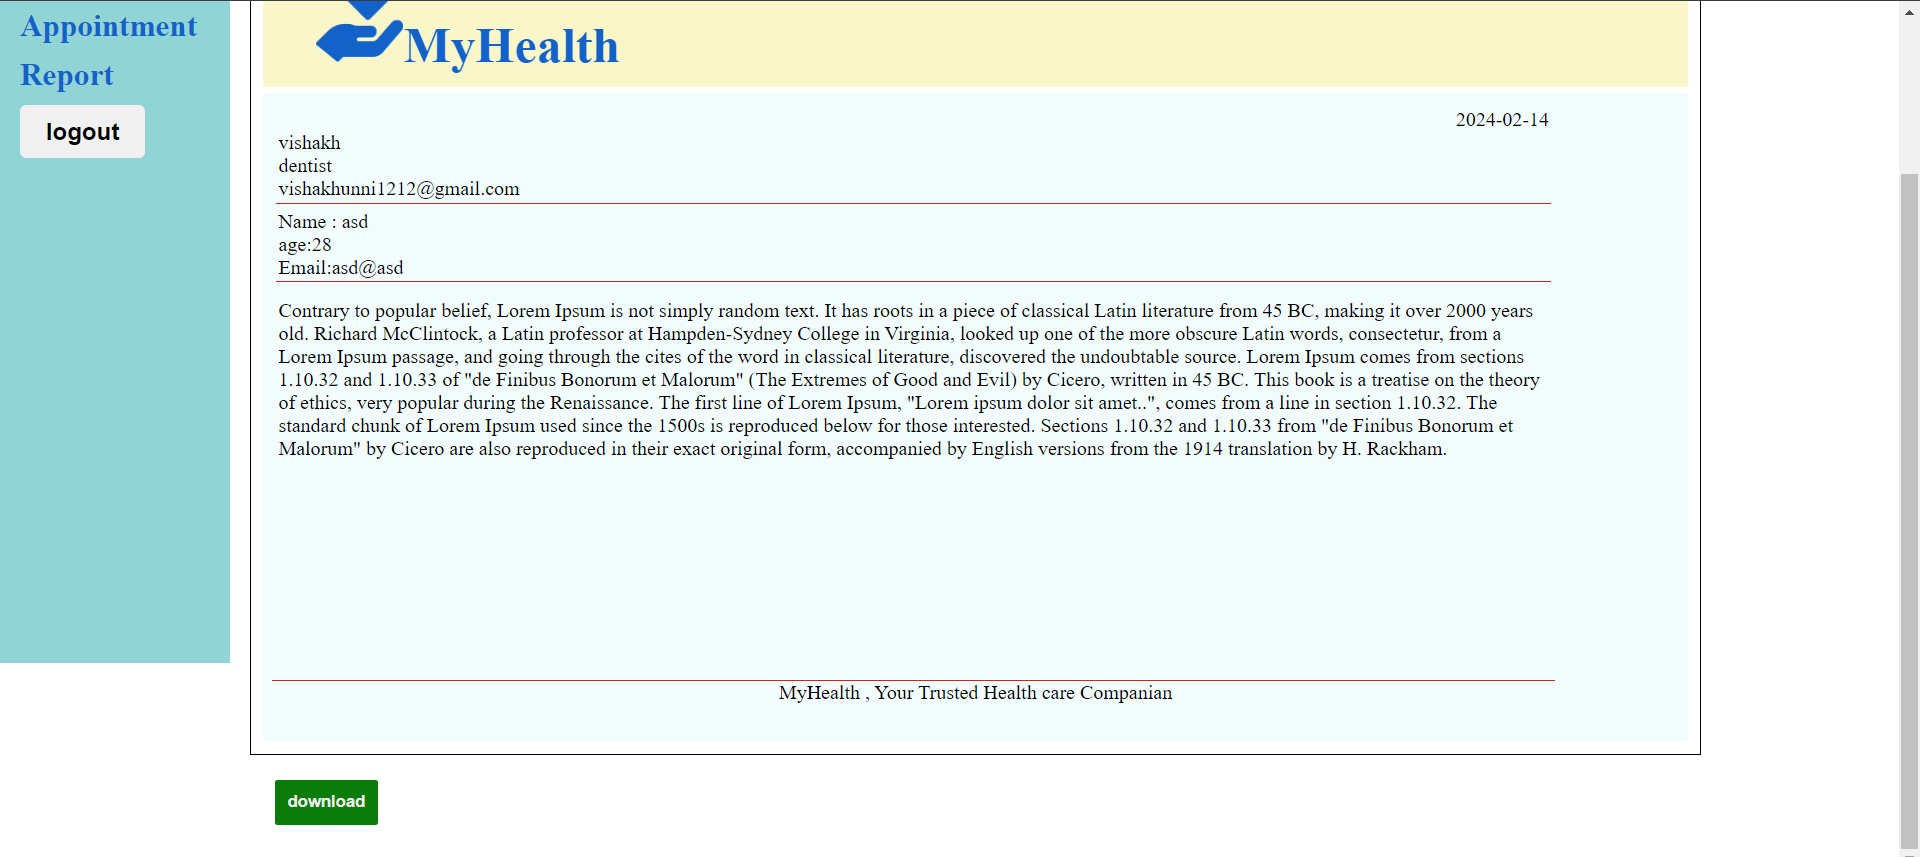 Appointment
Report
logout
MyHealth
2024-02-14
vishakh
dentist
vishakhunni1212@gmail.com
Name : asd
age:28
Email:asd@asd
Contrary to popular belief, Lorem Ipsum is not simply random text. It has roots in a piece of classical Latin literature from 45 BC, making it over 2000 years
old. Richard McClintock, a Latin professor at Hampden-Sydney College in Virginia, looked up one of the more obscure Latin words, consectetur, from a
Lorem Ipsum passage, and going through the cites of the word in classical literature, discovered the undoubtable source. Lorem Ipsum comes from sections
1.10.32 and 1.10.33 of "de Finibus Bonorum et Malorum" (The Extremes of Good and Evil) by Cicero, written in 45 BC. This book is a treatise on the theory
of ethics, very popular during the Renaissance. The first line of Lorem Ipsum, "Lorem ipsum dolor sit amet..", comes from a line in section 1.10.32. The
standard chunk of Lorem Ipsum used since the 1500s is reproduced below for those interested. Sections 1.10.32 and 1.10.33 from "de Finibus Bonorum et
Malorum" by Cicero are also reproduced in their exact original form, accompanied by English versions from the 1914 translation by H. Rackham.
MyHealth , Your Trusted Health care Companian
download